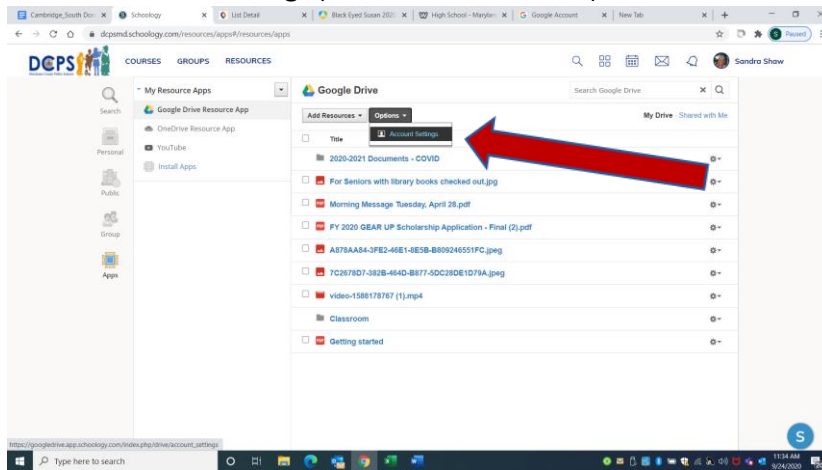 Cambridge_South Dor
Schoology
List Detail
Black Eyed Susan 202
High School - Marylan
Google Account
New Tab
dcpsmd.schoology.com/resources/apps#/resources/apps
Paused
DCPS
COURSES GROUPS RESOURCES
Sandra Shaw
Search
Personal
Public
Group
Apps
My Resource Apps
Google Drive Resource App
OneDrive Resource App
YouTube
Install Apps
Google Drive
Search Google Drive
Add Resources
Options
My Drive · Shared with Me
Account Settings
Title
2020-2021 Documents - COVID
For Seniors with library books checked out.jpg
Morning Message Tuesday, April 28.pdf
FY 2020 GEAR UP Scholarship Application - Final (2).pdf
A878AA84-3FE2-46E1-8E5B-B809246551FC.jpeg
7C2678D7-382B-464D-B877-5DC28DE1D79A.jpeg
video-1586178767 (1).mp4
Classroom
Getting started
S
https://googledrive.app.schoology.com/index.php/drive/account_settings
Type here to search
11:34 AM
9/24/2020